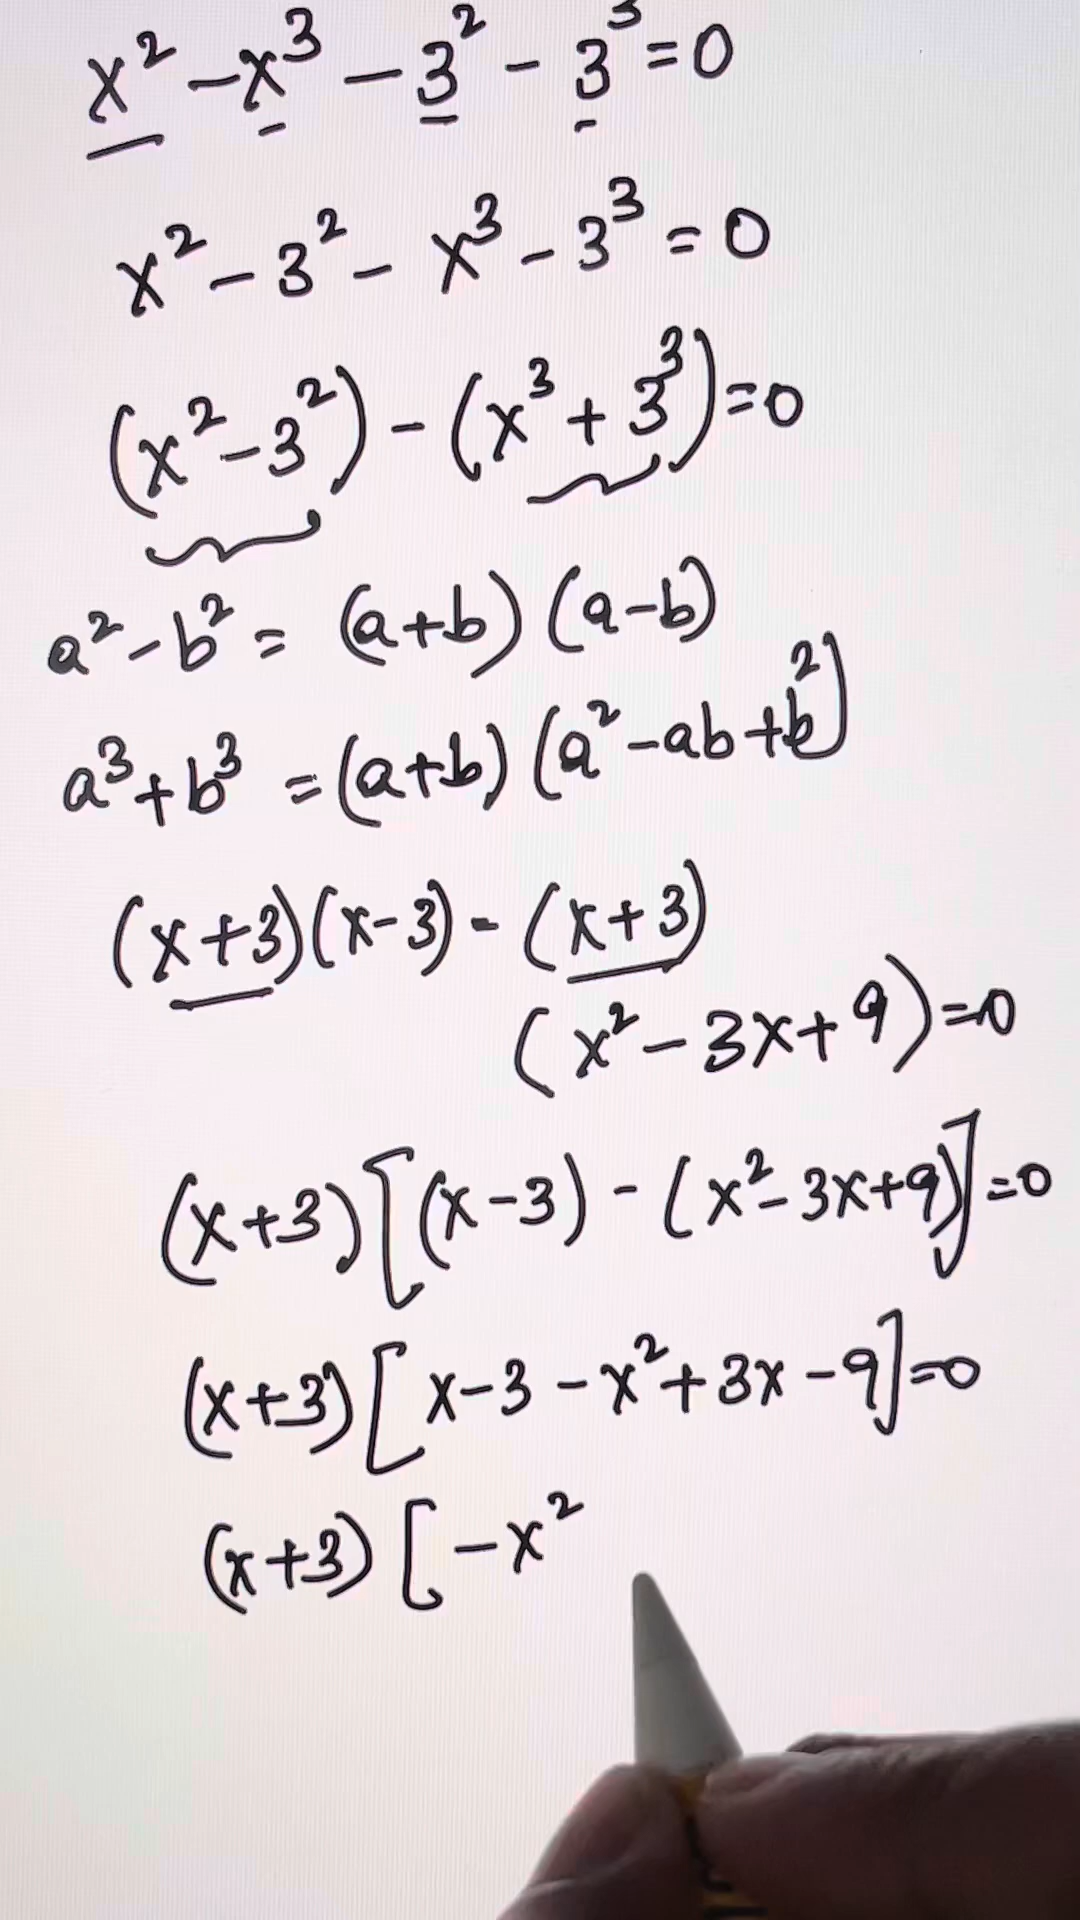 x² - x³ - 3² - 3³ = 0
x² - 3² - x³ - 3³ = 0
(x² - 3²) - (x³ + 3³) = 0
a² - b² = (a+b) (a-b)
a³ + b³ = (a+b) (a² - ab + b²)
(x+3)(x-3) - (x+3)
(x² - 3x + 9) = 0
(x+3) [(x-3) - (x² - 3x + 9)] = 0
(x+3) [x - 3 - x² + 3x - 9] = 0
(x+3) [-x²